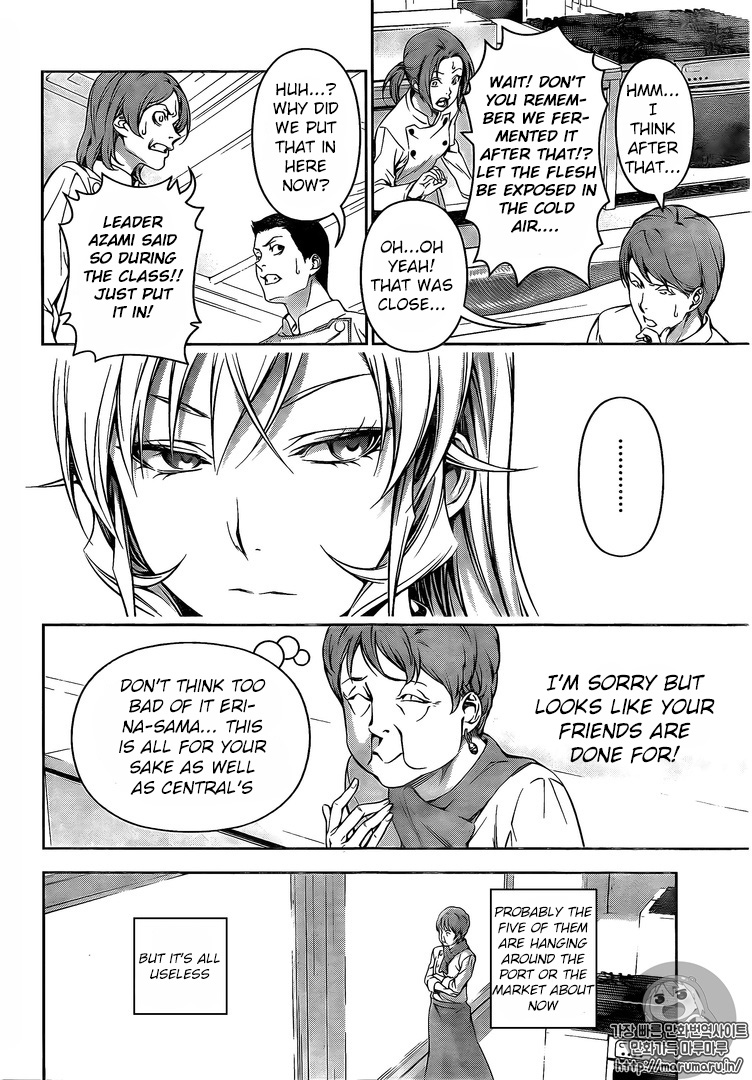 HMM...
I
THINK
AFTER
THAT...
WAIT! DON'T
YOU REMEM-
BER WE FER-
MENTED IT
AFTER THAT!?
LET THE FLESH
BE EXPOSED IN
THE COLD
AIR....
OH...OH
YEAH!
THAT WAS
CLOSE...
HUH...?
WHY DID
WE PUT
THAT IN
HERE
NOW?
LEADER
AZAMI SAID
SO DURING
THE CLASS!!
JUST PUT
IT IN!
.........
I'M SORRY BUT
LOOKS LIKE YOUR
FRIENDS ARE
DONE FOR!
DON'T THINK TOO
BAD OF IT ERI-
NA-SAMA... THIS
IS ALL FOR YOUR
SAKE AS WELL
AS CENTRAL'S
PROBABLY THE
FIVE OF THEM
ARE HANGING
AROUND THE
PORT OR THE
MARKET ABOUT
NOW
BUT IT'S ALL
USELESS
가장 빠른 만화번역사이트
만화가득 마루마루
http://marumaru.in/